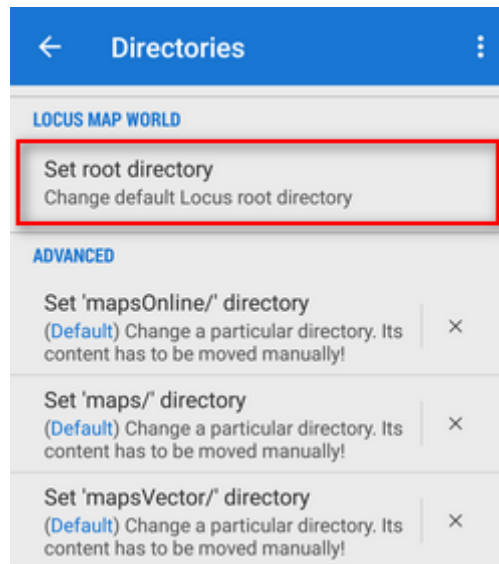 Directories
LOCUS MAP WORLD
Set root directory
Change default Locus root directory
ADVANCED
Set 'mapsOnline/' directory
(Default) Change a particular directory. Its
content has to be moved manually!
Set 'maps/' directory
(Default) Change a particular directory. Its
content has to be moved manually!
Set 'mapsVector/' directory
(Default) Change a particular directory. Its
content has to be moved manually!